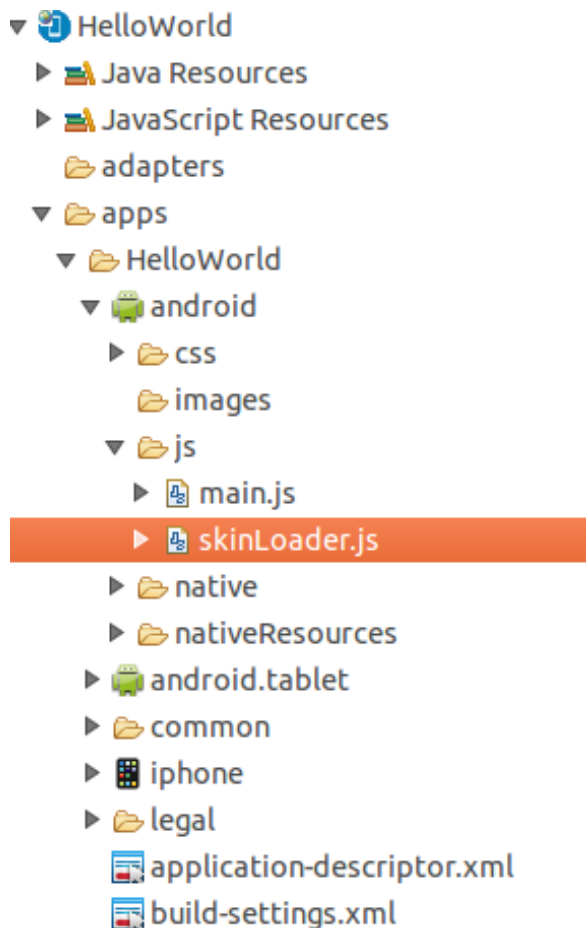 HelloWorld
Java Resources
JavaScript Resources
adapters
apps
HelloWorld
android
css
images
js
main.js
skinLoader.js
native
nativeResources
android.tablet
common
iphone
legal
application-descriptor.xml
build-settings.xml